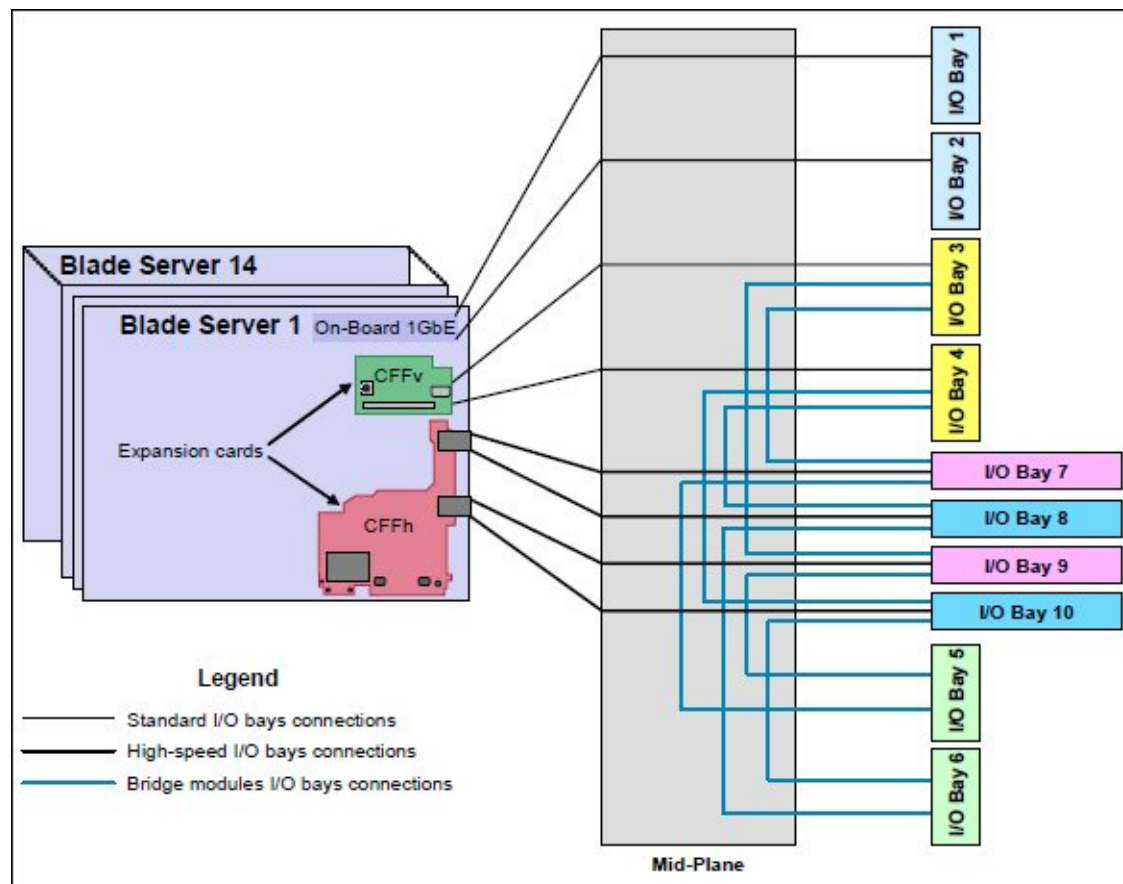 I/O Bay 1
I/O Bay 2
Blade Server 14
I/O Bay 3
Blade Server 1
On-Board 1GbE
CFFv
I/O Bay 4
Expansion cards
I/O Bay 7
CFFh
I/O Bay 8
I/O Bay 9
I/O Bay 10
I/O Bay 5
Legend
Standard I/O bays connections
High-speed I/O bays connections
Bridge modules I/O bays connections
I/O Bay 6
Mid-Plane